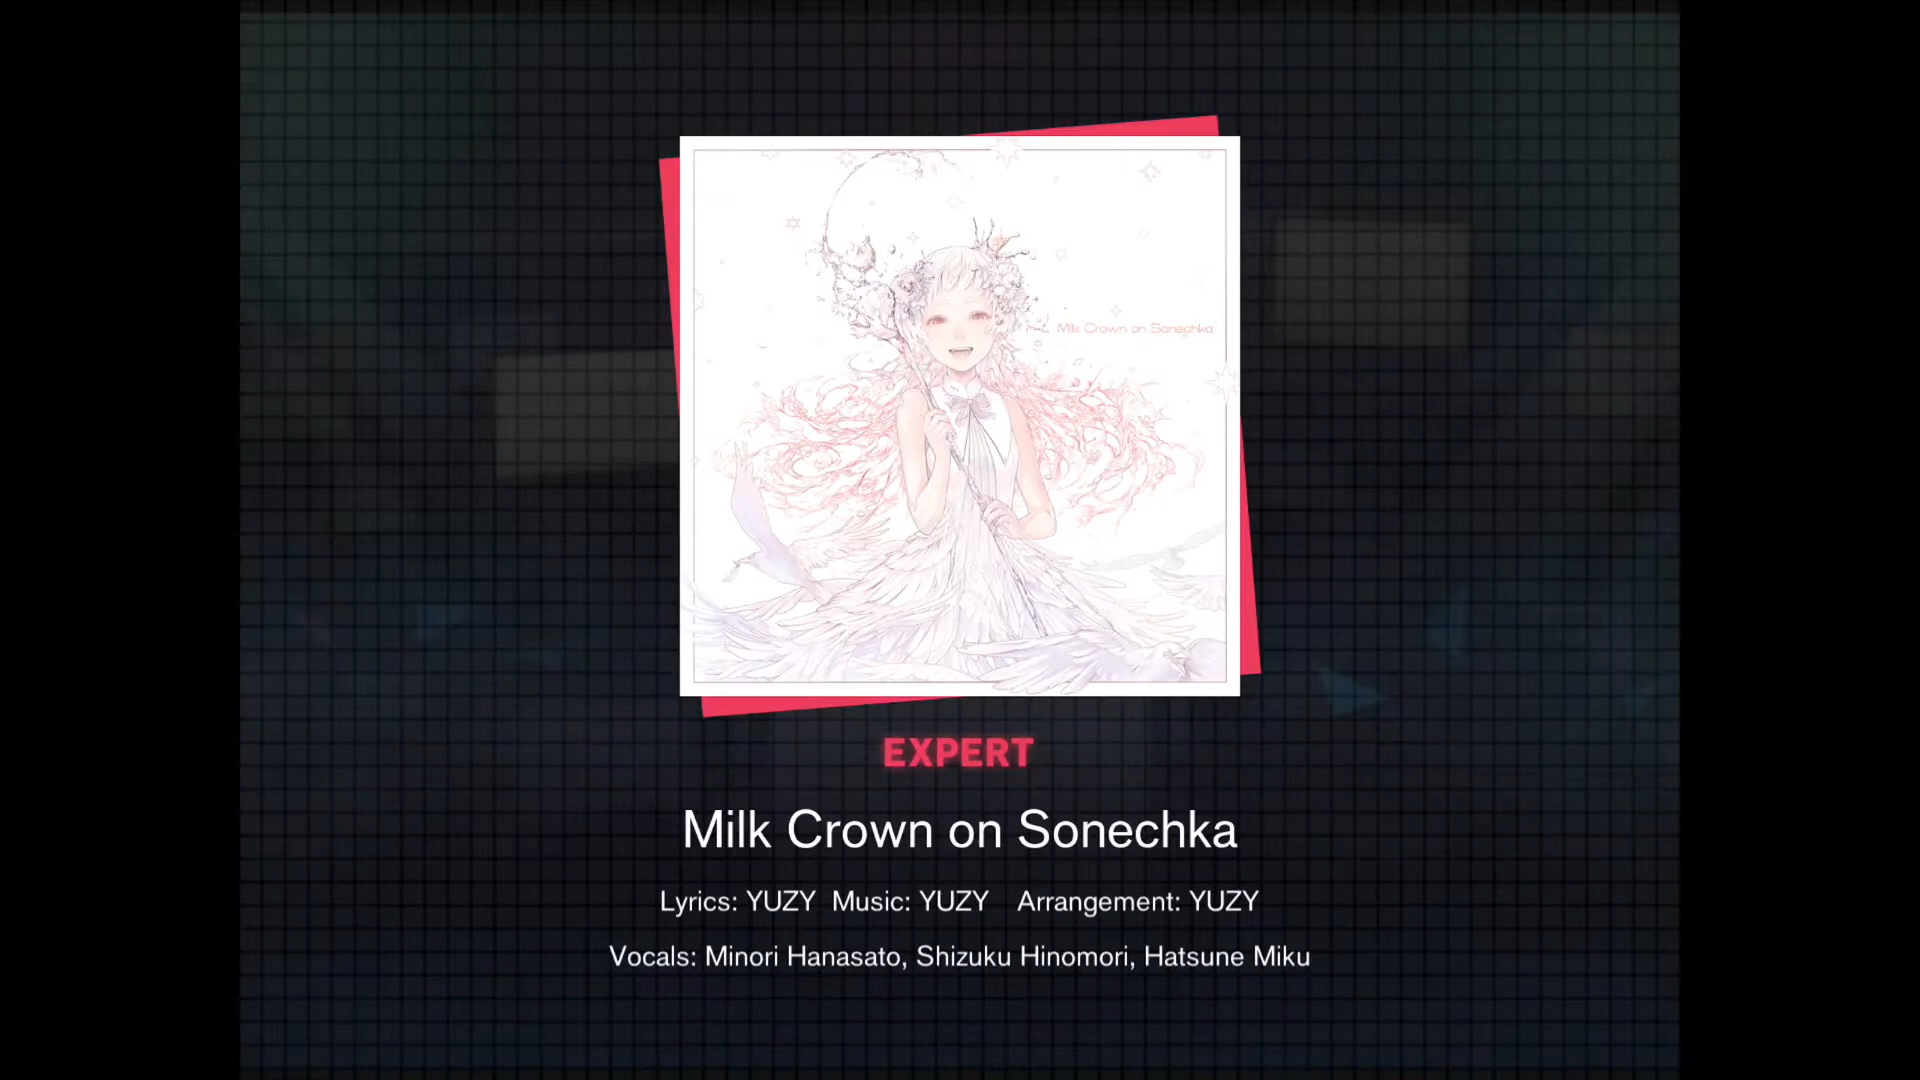 Milk Crown on Sonechka
EXPERT
Milk Crown on Sonechka
Lyrics: YUZY Music: YUZY Arrangement: YUZY
Vocals: Minori Hanasato, Shizuku Hinomori, Hatsune Miku